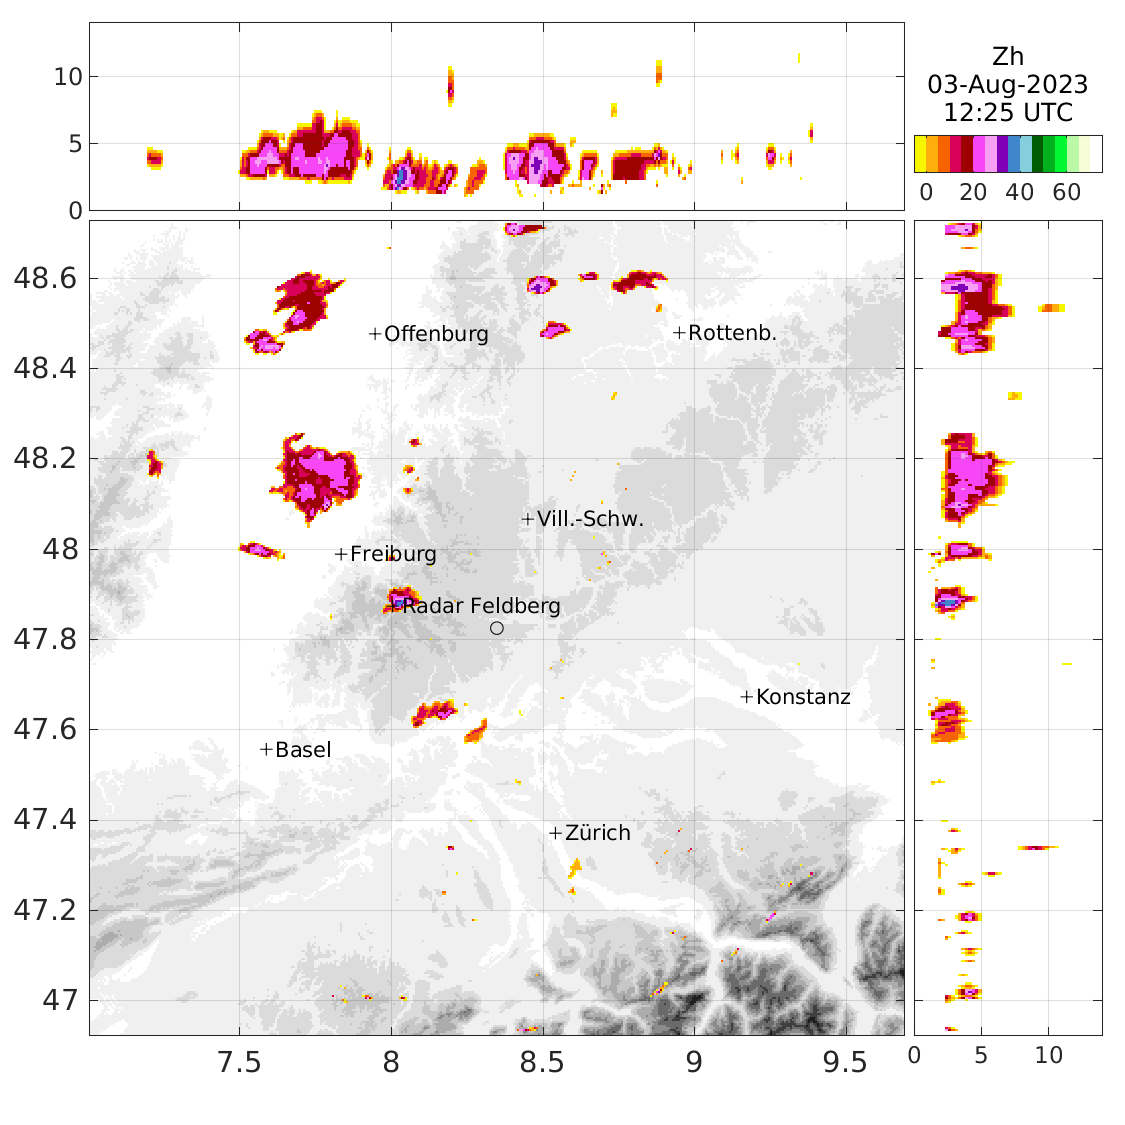 10
5
0
Zh
03-Aug-2023
12:25 UTC
0 20 40 60
48.6
48.4
48.2
48
47.8
47.6
47.4
47.2
47
+Offenburg
+Rottenb.
+Vill.-Schw.
+Freiburg
+Radar Feldberg
+Konstanz
+Basel
+Zürich
7.5 8 8.5 9 9.5
0 5 10